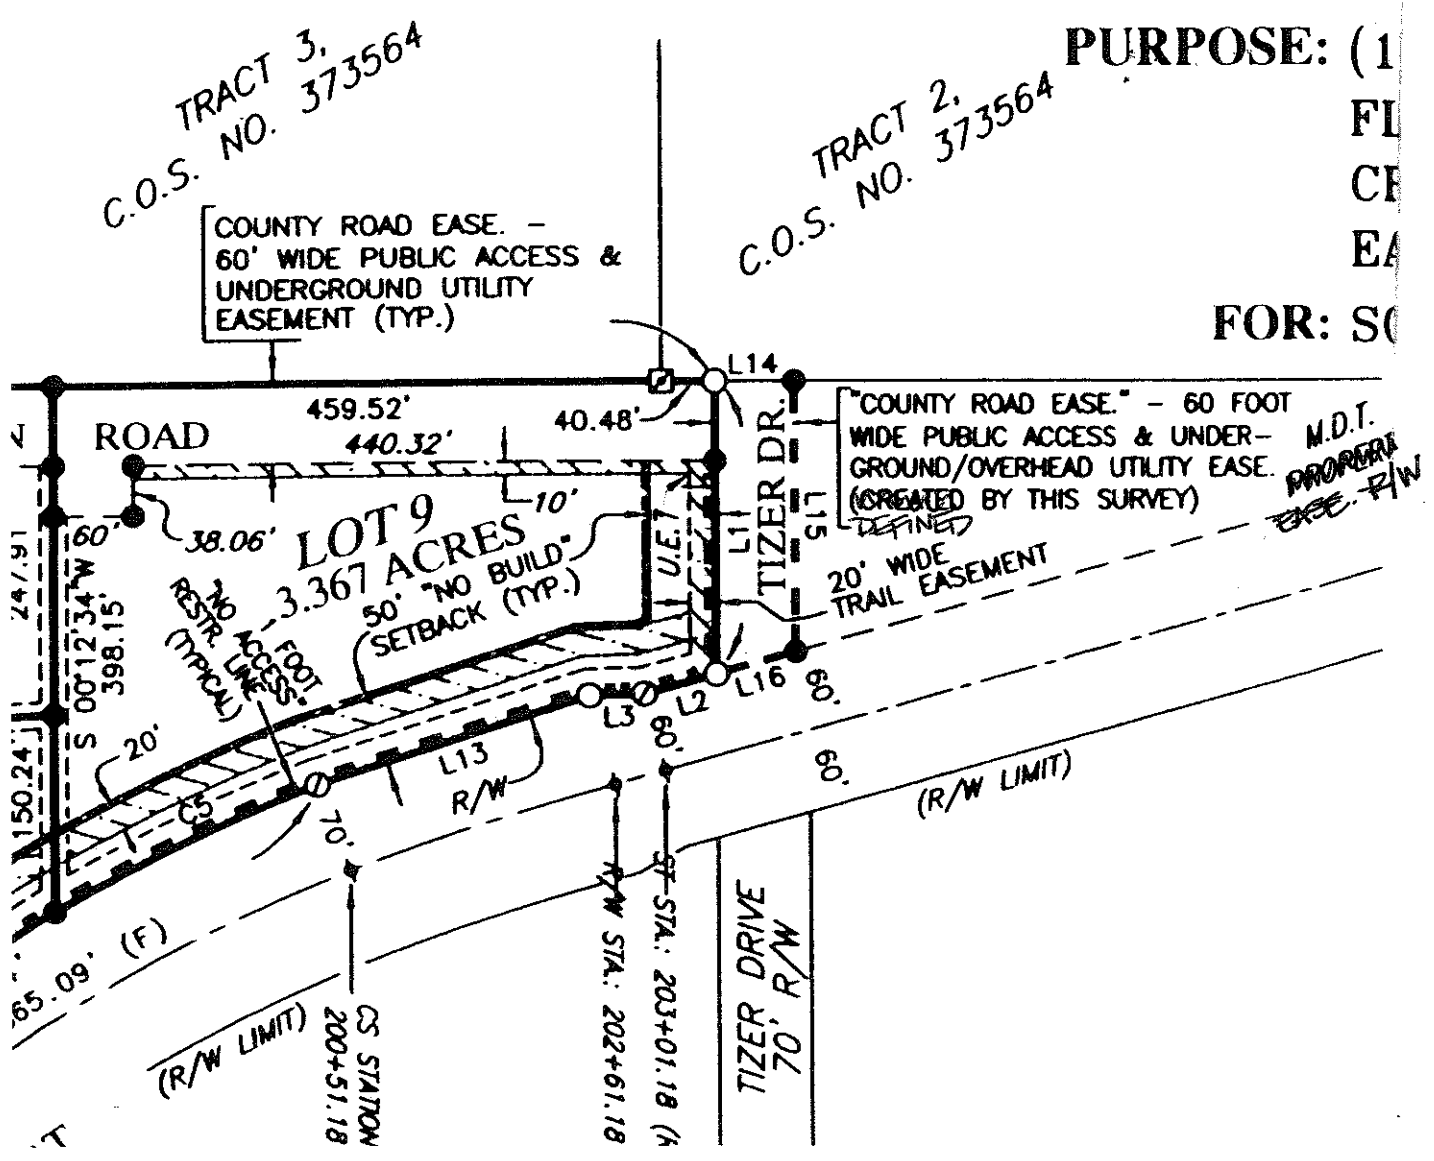 TRACT 3,
C.O.S. NO. 373564
TRACT 2,
C.O.S. NO. 373564
PURPOSE: (1
FL
EA
FOR: S
COUNTY ROAD EASE. –
60' WIDE PUBLIC ACCESS &
UNDERGROUND UTILITY
EASEMENT (TYP.)
L14
459.52'
40.48'
ROAD
440.32'
10'
60'
38.06'
LOT 9
3.367 ACRES
50' "NO BUILD"
SETBACK (TYP.)
U.E.
L1
TIZER DR.
L15
"COUNTY ROAD EASE." – 60 FOOT
WIDE PUBLIC ACCESS & UNDER–
GROUND/OVERHEAD UTILITY EASE.
(CREATED BY THIS SURVEY)
DEFINED
M.D.T.
EASE. R/W
20' WIDE
TRAIL EASEMENT
247.91
S 00°12'34" W
398.15'
150.24'
FOOT
"NO ACCESS"
RESTR. LINE
(TYPICAL)
20'
C5
L13
R/W
L3
L2
L16
60'
60'
60'
70'
(R/W LIMIT)
65.09' (F)
(R/W LIMIT)
CS STATION
200+51.18
R/W STA.: 202+61.18
ST STA.: 203+01.18
TIZER DRIVE
70' R/W